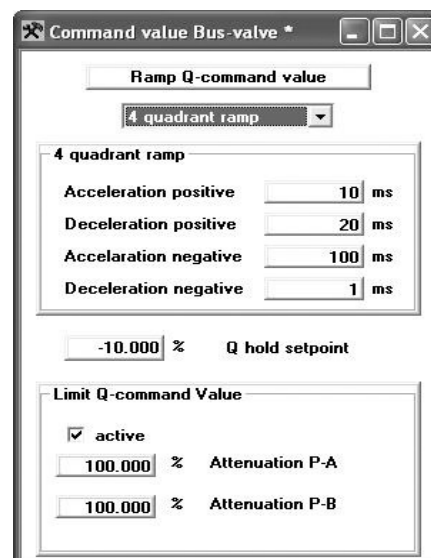 Command value Bus-valve *
Ramp Q-command value
4 quadrant ramp
4 quadrant ramp
Acceleration positive 10 ms
Deceleration positive 20 ms
Accelaration negative 100 ms
Deceleration negative 1 ms
-10.000 % Q hold setpoint
Limit Q-command Value
active
100.000 % Attenuation P-A
100.000 % Attenuation P-B